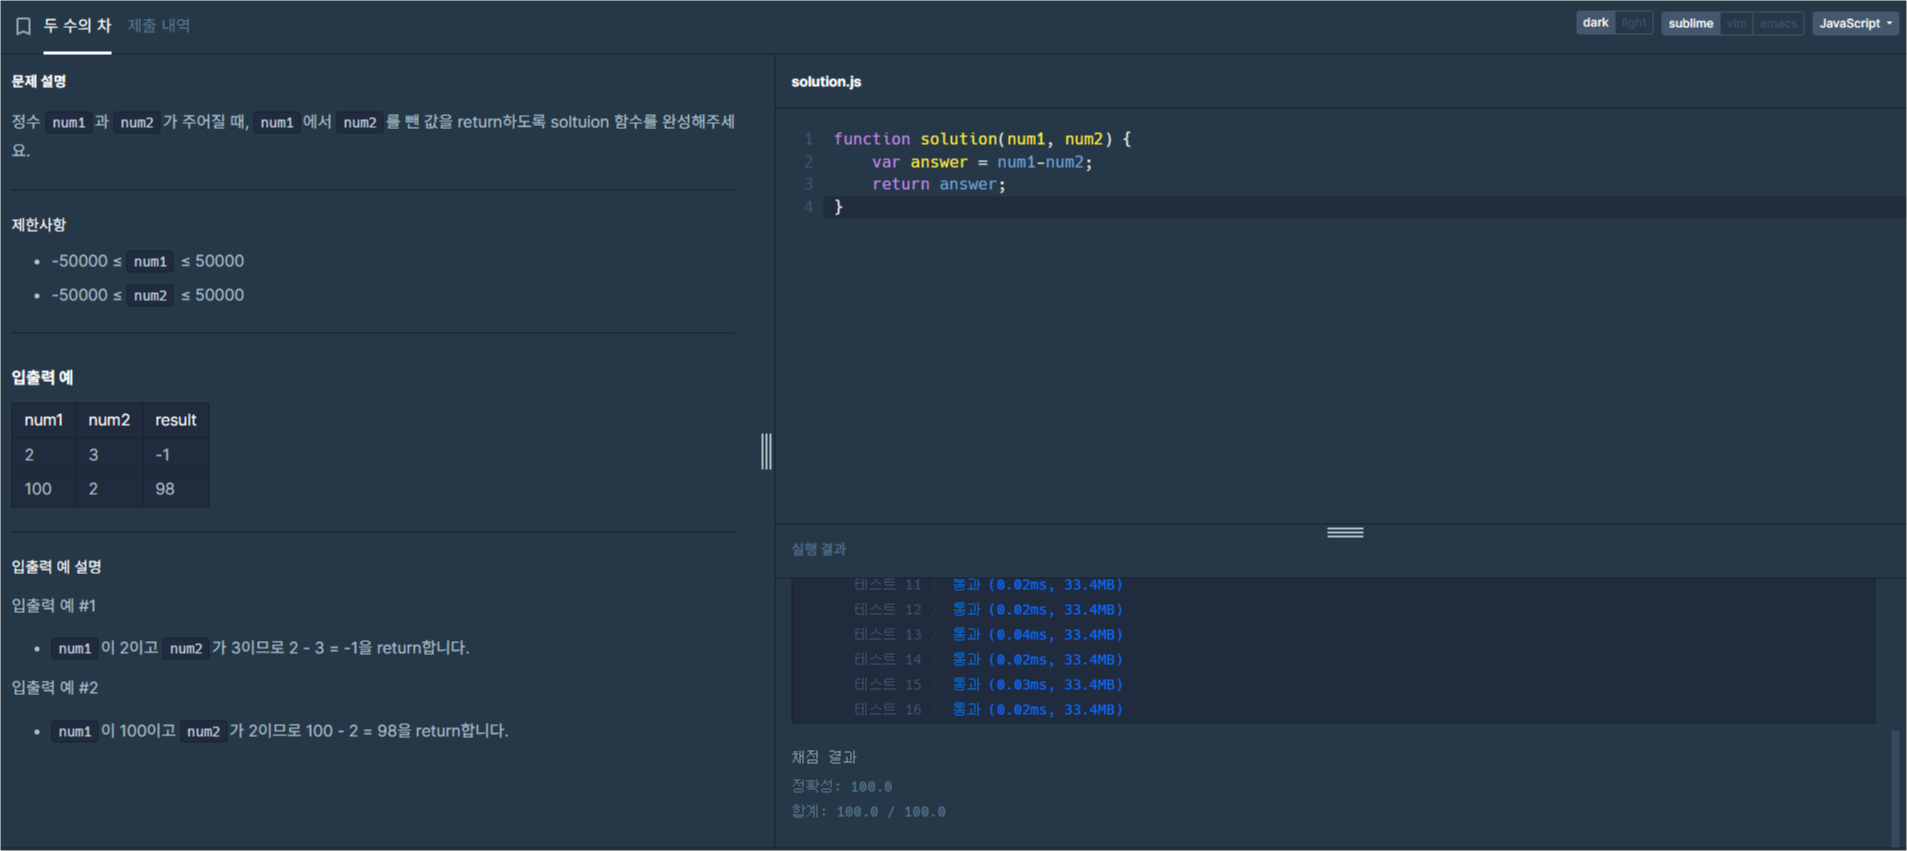 두 수의 차 제출 내역 dark light sublime vim emacs JavaScript
문제 설명
정수 num1 과 num2 가 주어질 때, num1 에서 num2 를 뺀 값을 return하도록 soltuion 함수를 완성해주세
요.
제한사항
• -50000 ≤ num1 ≤ 50000
• -50000 ≤ num2 ≤ 50000
입출력 예
num1 num2 result
2 3 -1
100 2 98
입출력 예 설명
입출력 예 #1
• num1 이 2이고 num2 가 3이므로 2 - 3 = -1을 return합니다.
입출력 예 #2
• num1 이 100이고 num2 가 2이므로 100 - 2 = 98을 return합니다.
solution.js
1 function solution(num1, num2) {
2 var answer = num1-num2;
3 return answer;
4 }
실행 결과
테스트 11 〉 통과 (0.02ms, 33.4MB)
테스트 12 〉 통과 (0.02ms, 33.4MB)
테스트 13 〉 통과 (0.04ms, 33.4MB)
테스트 14 〉 통과 (0.02ms, 33.4MB)
테스트 15 〉 통과 (0.03ms, 33.4MB)
테스트 16 〉 통과 (0.02ms, 33.4MB)
채점 결과
정확성: 100.0
합계: 100.0 / 100.0